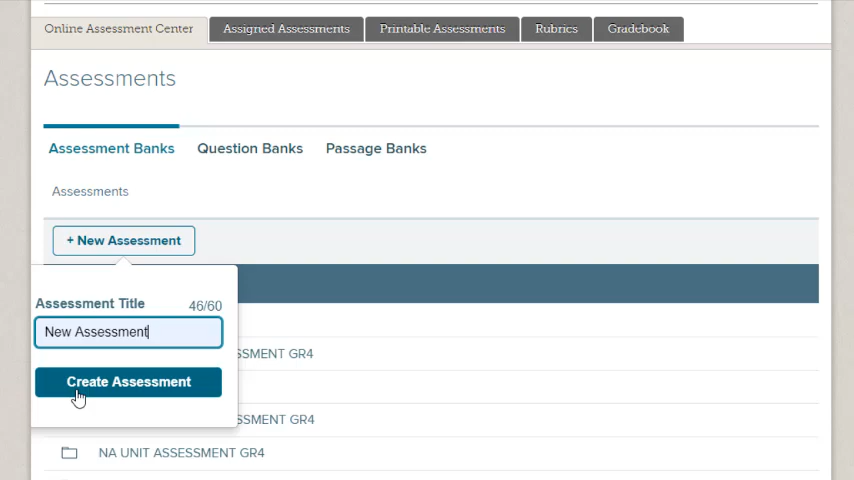 Online Assessment Center
Assigned Assessments
Printable Assessments
Rubrics
Gradebook
Assessments
Assessment Banks
Question Banks
Passage Banks
Assessments
+ New Assessment
Assessment Title 46/60
New Assessment
SSMENT GR4
Create Assessment
SSMENT GR4
NA UNIT ASSESSMENT GR4